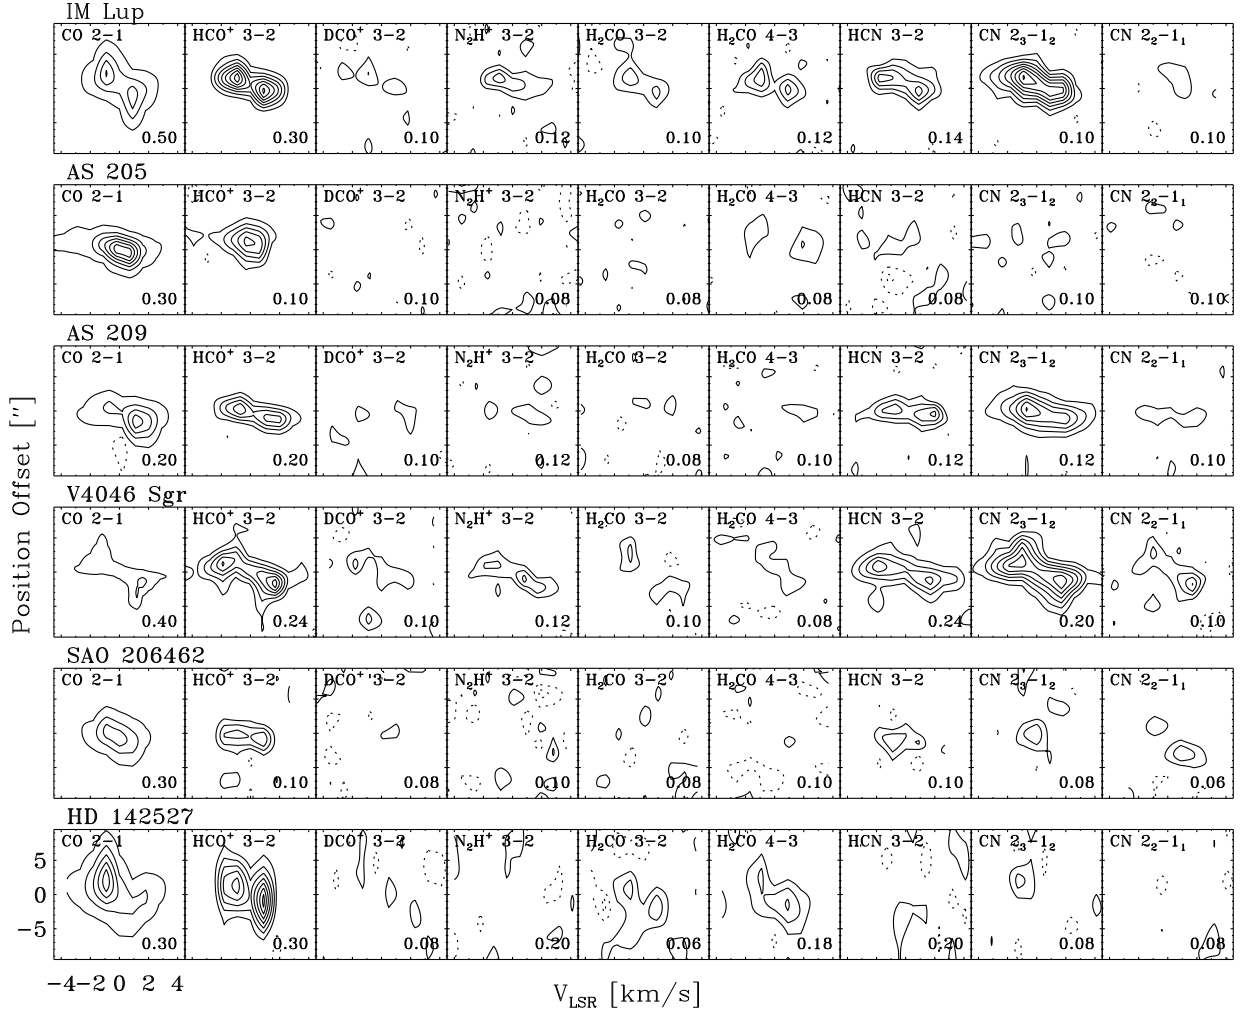 IM Lup
CO 2−1 HCO⁺ 3−2 DCO⁺ 3−2 N₂H⁺ 3−2 H₂CO 3−2 H₂CO 4−3 HCN 3−2 CN 2₃−1₂ CN 2₂−1₁
0.50 0.30 0.10 0.12 0.10 0.12 0.14 0.10 0.10
AS 205
CO 2−1 HCO⁺ 3−2 DCO⁺ 3−2 N₂H⁺ 3−2 H₂CO 3−2 H₂CO 4−3 HCN 3−2 CN 2₃−1₂ CN 2₂−1₁
0.30 0.10 0.10 0.08 0.08 0.08 0.08 0.10 0.10
AS 209
CO 2−1 HCO⁺ 3−2 DCO⁺ 3−2 N₂H⁺ 3−2 H₂CO 3−2 H₂CO 4−3 HCN 3−2 CN 2₃−1₂ CN 2₂−1₁
0.20 0.20 0.10 0.12 0.08 0.10 0.12 0.12 0.10
V4046 Sgr
CO 2−1 HCO⁺ 3−2 DCO⁺ 3−2 N₂H⁺ 3−2 H₂CO 3−2 H₂CO 4−3 HCN 3−2 CN 2₃−1₂ CN 2₂−1₁
0.40 0.24 0.10 0.12 0.10 0.08 0.24 0.20 0.10
SAO 206462
CO 2−1 HCO⁺ 3−2 DCO⁺ 3−2 N₂H⁺ 3−2 H₂CO 3−2 H₂CO 4−3 HCN 3−2 CN 2₃−1₂ CN 2₂−1₁
0.30 0.10 0.08 0.10 0.08 0.10 0.10 0.08 0.06
HD 142527
CO 2−1 HCO⁺ 3−2 DCO⁺ 3−2 N₂H⁺ 3−2 H₂CO 3−2 H₂CO 4−3 HCN 3−2 CN 2₃−1₂ CN 2₂−1₁
5
0
−5
0.30 0.30 0.08 0.20 0.06 0.18 0.20 0.08 0.08
−4 −2 0 2 4
V_LSR [km/s]
Position Offset ["]